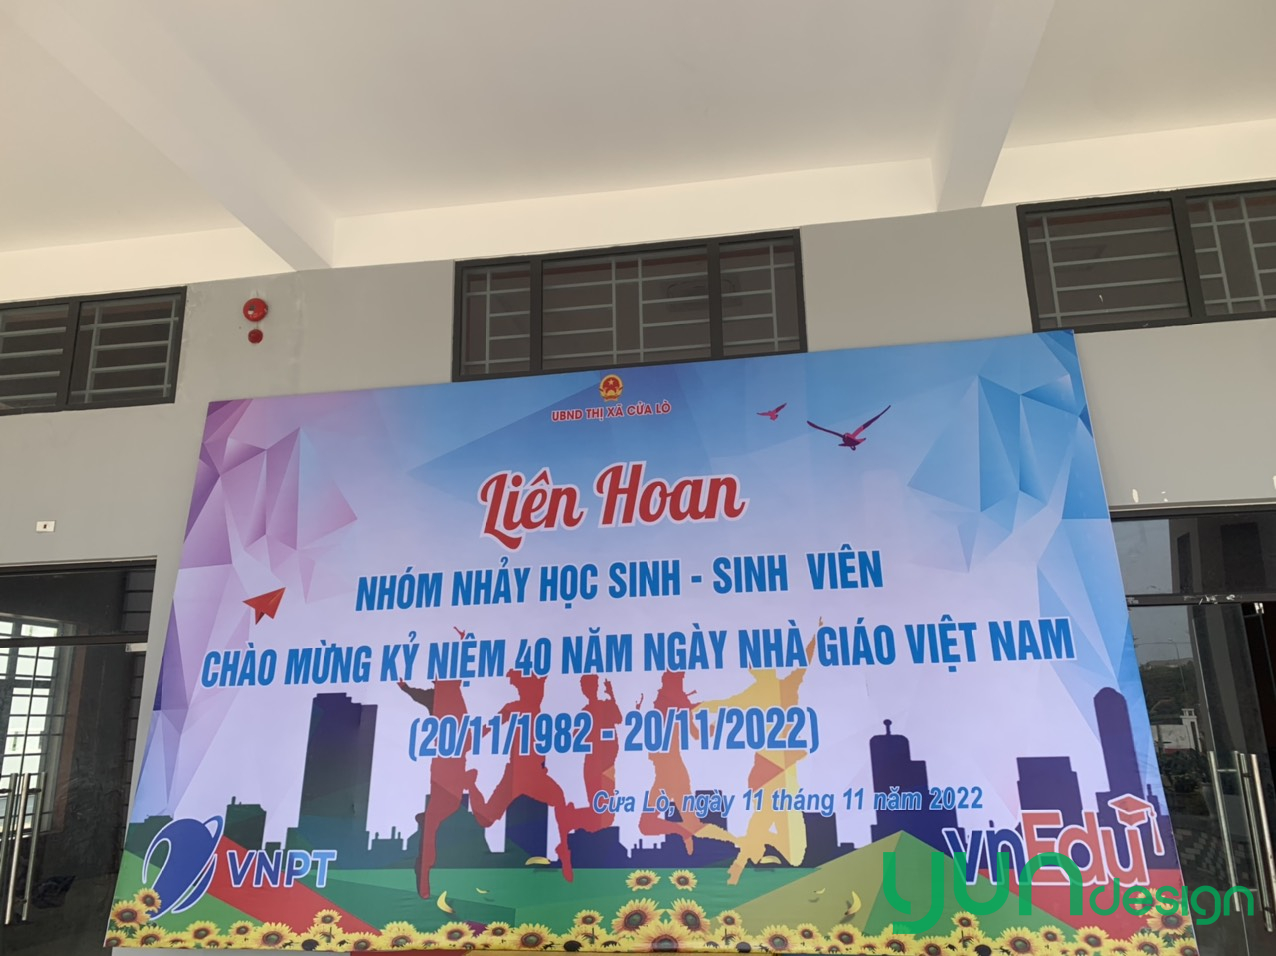 UBND THỊ XÃ CỬA LÒ
Liên Hoan
NHÓM NHẢY HỌC SINH - SINH VIÊN
CHÀO MỪNG KỶ NIỆM 40 NĂM NGÀY NHÀ GIÁO VIỆT NAM
(20/11/1982 - 20/11/2022)
Cửa Lò, ngày 11 tháng 11 năm 2022
VNPT
vnEdu
yun design